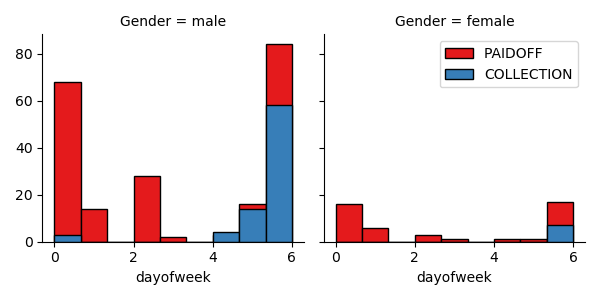 Gender = male
Gender = female
PAIDOFF
COLLECTION
80
60
40
20
0
0 2 4 6
0 2 4 6
dayofweek
dayofweek